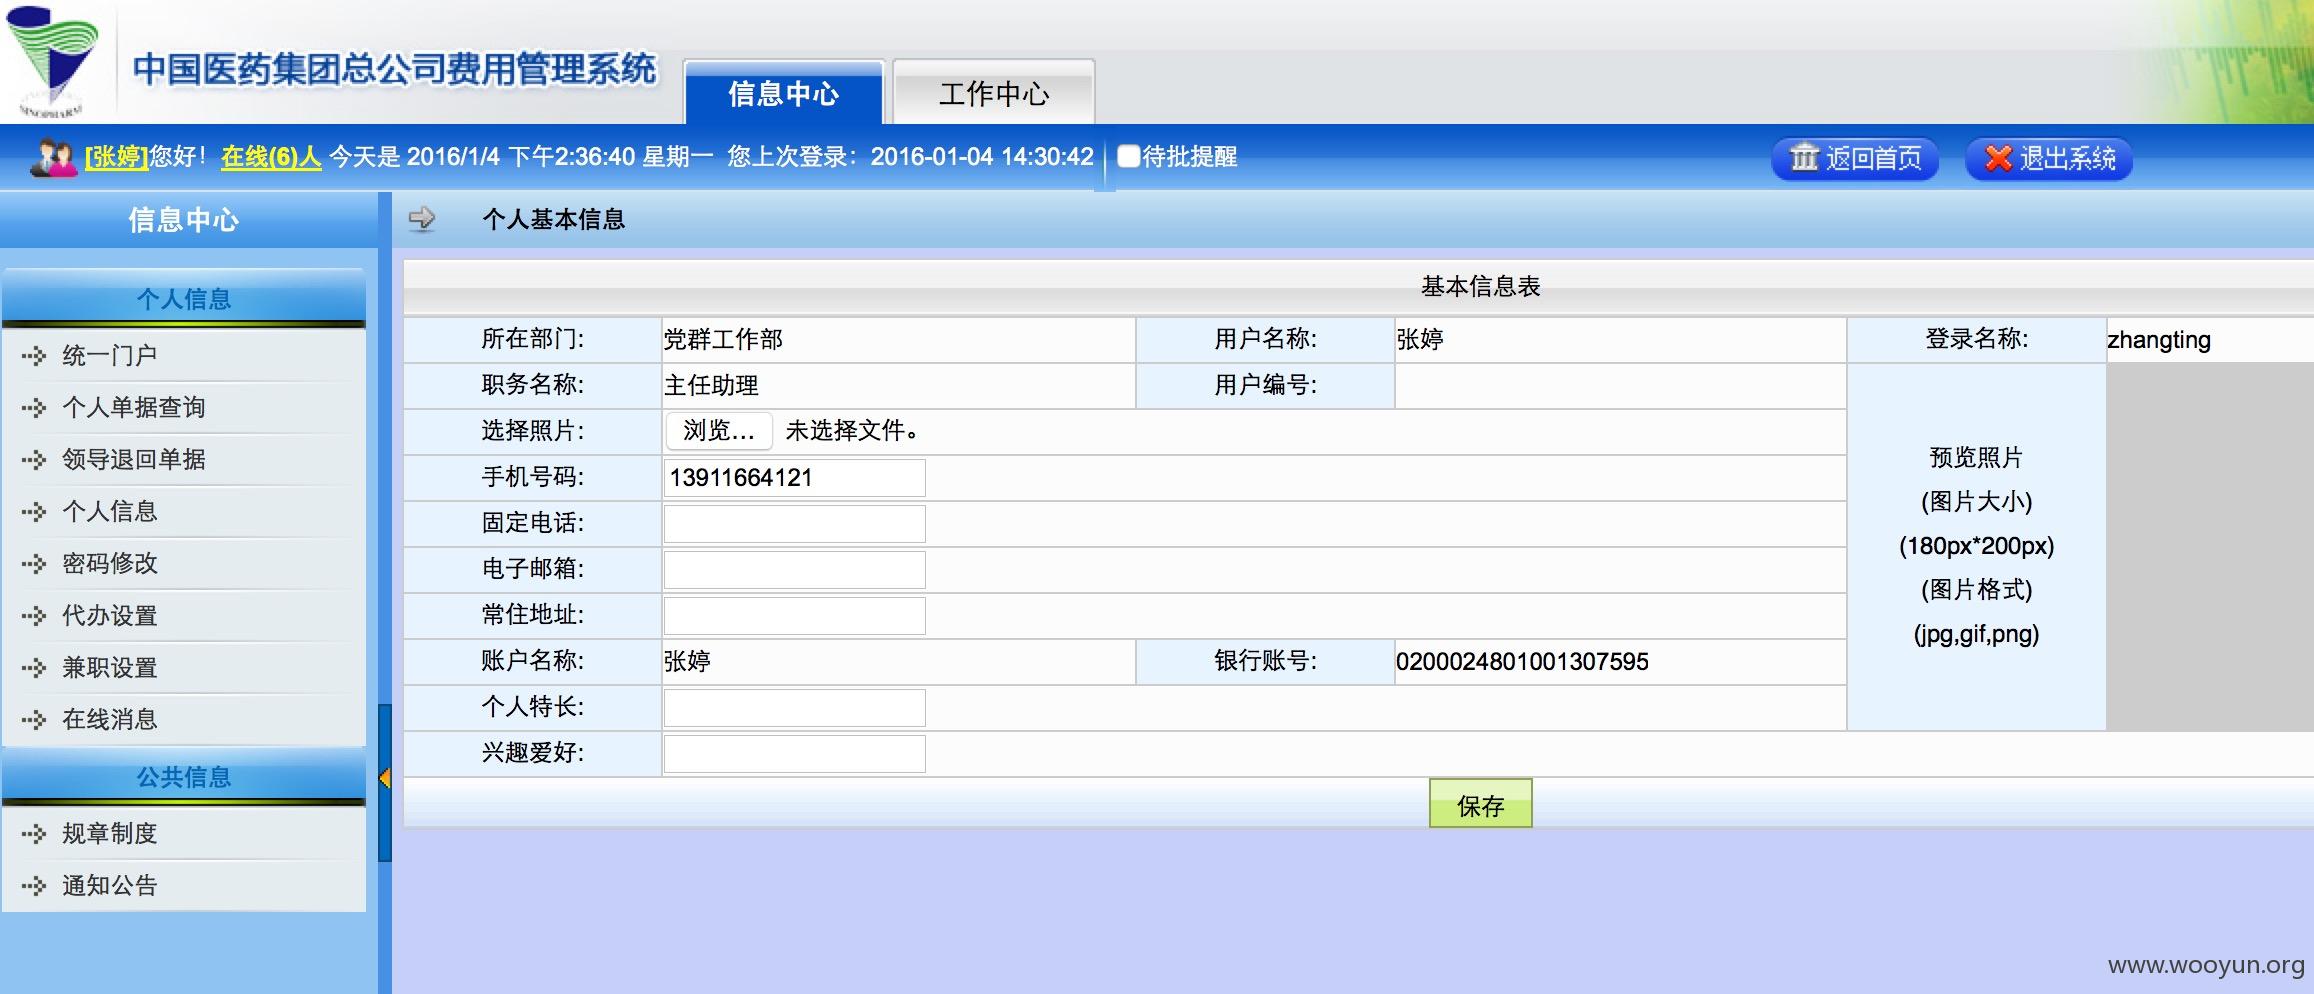 SINOPHARM
中国医药集团总公司费用管理系统
信息中心
工作中心
[张婷]您好! 在线(6)人 今天是 2016/1/4 下午2:36:40 星期一 您上次登录: 2016-01-04 14:30:42 待批提醒 返回首页 退出系统
信息中心
个人信息
统一门户
个人单据查询
领导退回单据
个人信息
密码修改
代办设置
兼职设置
在线消息
公共信息
规章制度
通知公告
个人基本信息
基本信息表
所在部门: 党群工作部 用户名称: 张婷 登录名称: zhangting
职务名称: 主任助理 用户编号:
选择照片: 浏览... 未选择文件。
手机号码: 13911664121
固定电话:
电子邮箱:
常住地址:
账户名称: 张婷 银行账号: 0200024801001307595
个人特长:
兴趣爱好:
预览照片
(图片大小)
(180px*200px)
(图片格式)
(jpg,gif,png)
保存
www.wooyun.org